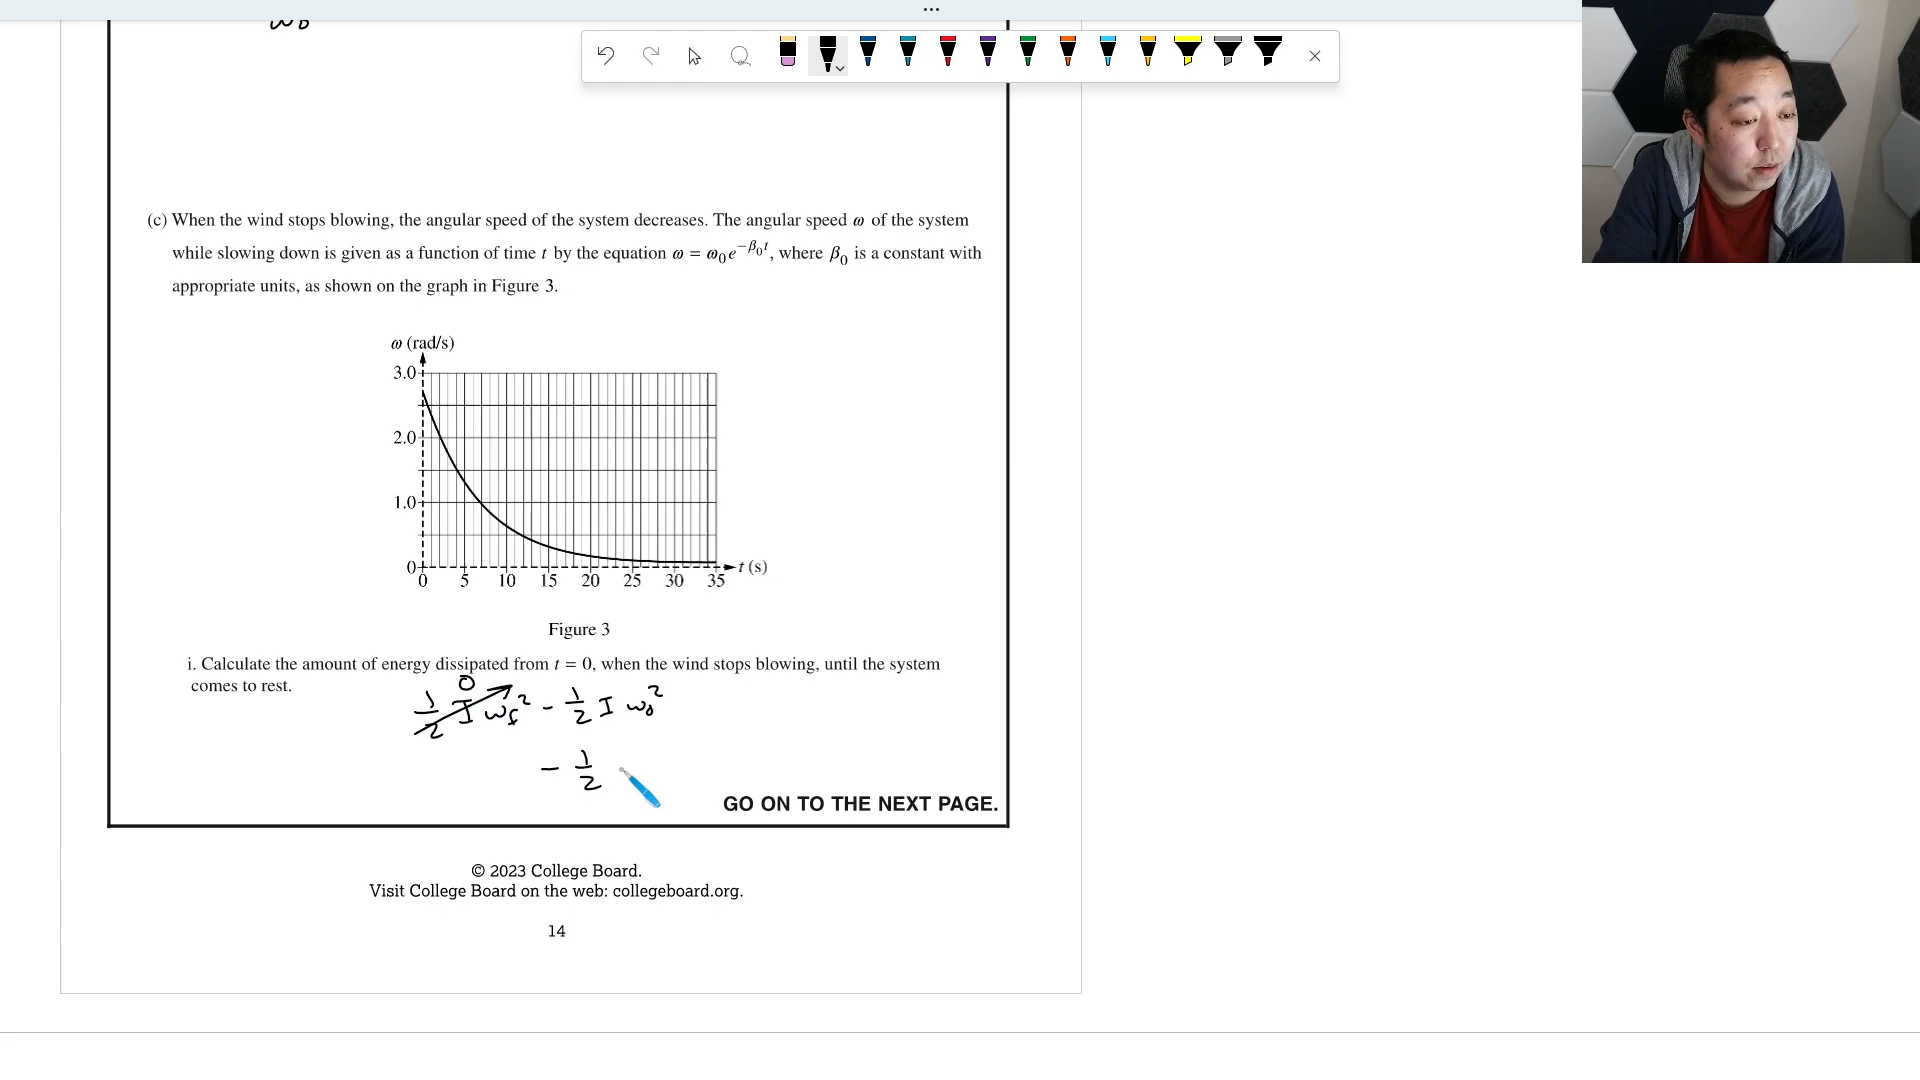 ω₀
(c) When the wind stops blowing, the angular speed of the system decreases. The angular speed ω of the system
while slowing down is given as a function of time t by the equation ω = ω₀e^(−β₀t), where β₀ is a constant with
appropriate units, as shown on the graph in Figure 3.
ω (rad/s)
3.0
2.0
1.0
0
0 5 10 15 20 25 30 35
t (s)
Figure 3
i. Calculate the amount of energy dissipated from t = 0, when the wind stops blowing, until the system
comes to rest.
0
1/2 I ω_f² − 1/2 I ω₀²
− 1/2
GO ON TO THE NEXT PAGE.
© 2023 College Board.
Visit College Board on the web: collegeboard.org.
14